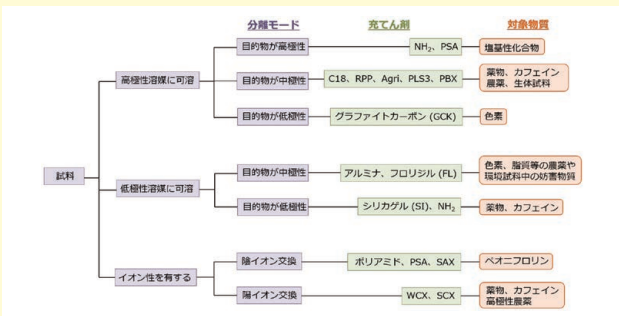 分離モード 充てん剤 対象物質
目的物が高極性 NH₂、PSA 塩基性化合物
高極性溶媒に可溶
目的物が中極性 C18、RPP、Agri、PLS3、PBX 薬物、カフェイン
農薬、生体試料
目的物が低極性 グラファイトカーボン (GCK) 色素
試料
低極性溶媒に可溶
目的物が中極性 アルミナ、フロリジル (FL) 色素、脂質等の農薬や
環境試料中の妨害物質
目的物が低極性 シリカゲル (SI)、NH₂ 薬物、カフェイン
イオン性を有する
陰イオン交換 ポリアミド、PSA、SAX ペオニフロリン
陽イオン交換 WCX、SCX 薬物、カフェイン
高極性農薬